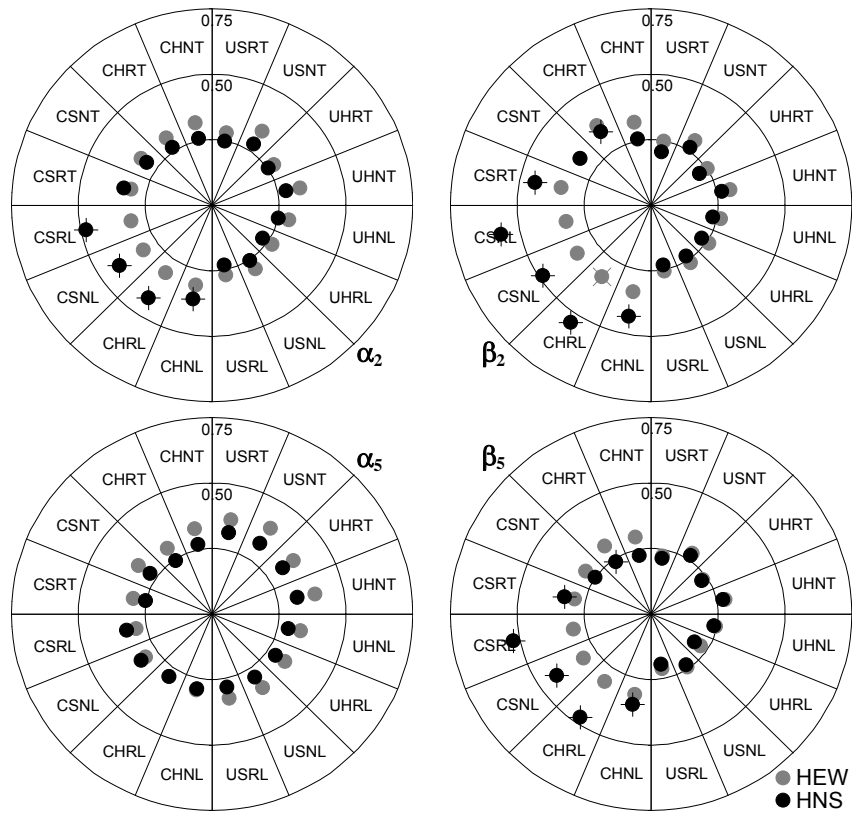 0.75
CHNT USRT
CHRT USNT
0.50
CSNT UHRT
CSRT UHNT
CSRL UHNL
CSNL UHRL
CHRL USNL
CHNL USRL
α2
0.75
CHNT USRT
CHRT USNT
0.50
CSNT UHRT
CSRT UHNT
CSRL UHNL
CSNL UHRL
CHRL USNL
CHNL USRL
β2
0.75
CHNT USRT
CHRT USNT
α5
0.50
CSNT UHRT
CSRT UHNT
CSRL UHNL
CSNL UHRL
CHRL USNL
CHNL USRL
0.75
CHNT USRT
β5
CHRT USNT
0.50
CSNT UHRT
CSRT UHNT
CSRL UHNL
CSNL UHRL
CHRL USNL
CHNL USRL
HEW
HNS